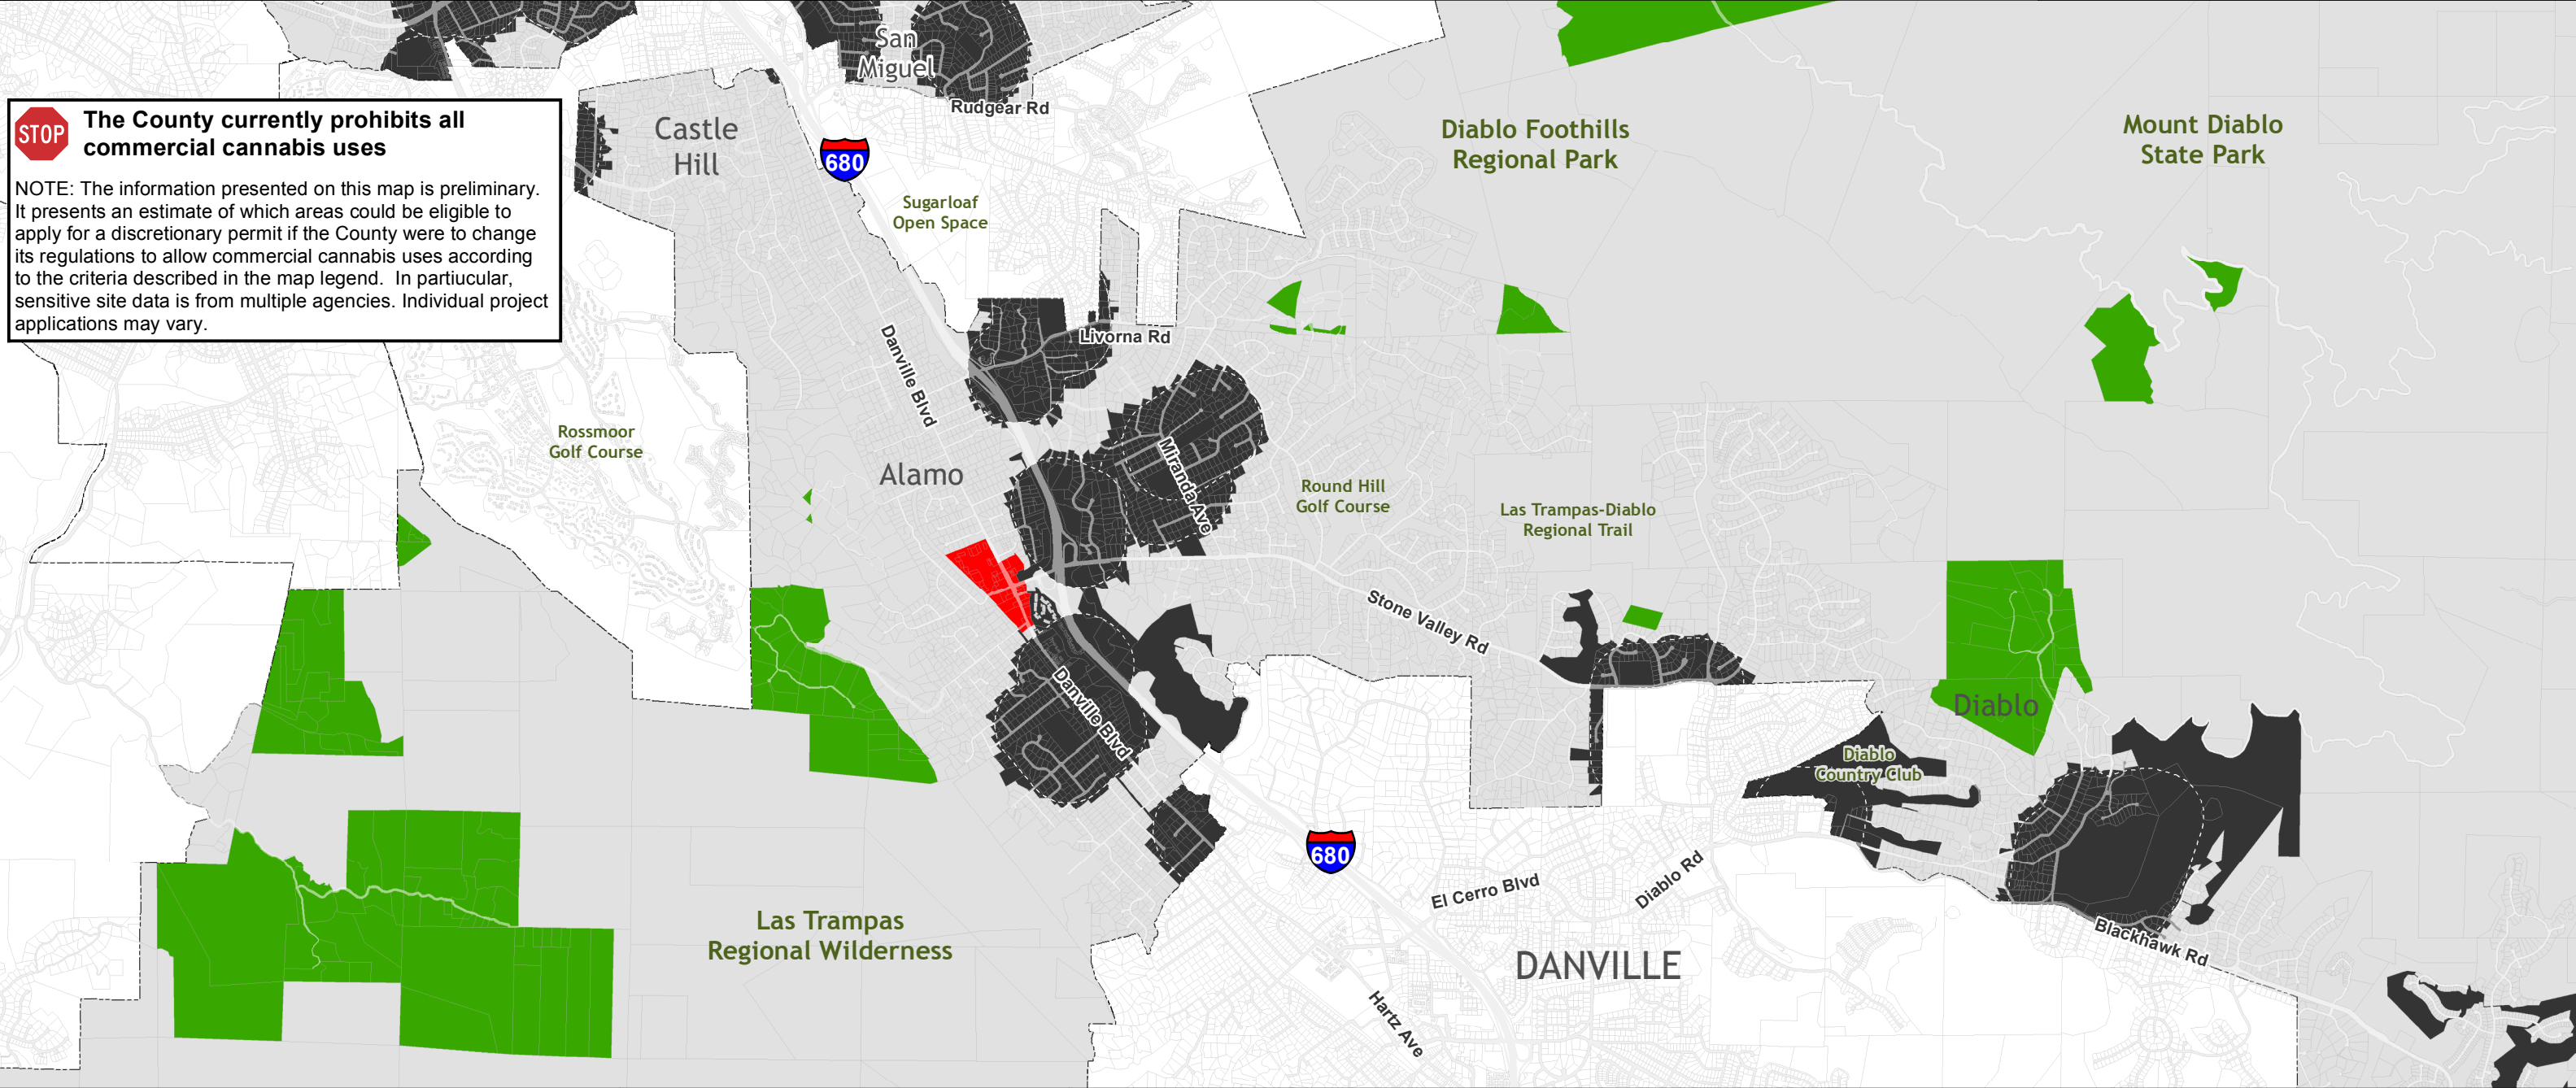 San
Miguel
Rudgear Rd
STOP
The County currently prohibits all
commercial cannabis uses
NOTE: The information presented on this map is preliminary.
It presents an estimate of which areas could be eligible to
apply for a discretionary permit if the County were to change
its regulations to allow commercial cannabis uses according
to the criteria described in the map legend. In partiucular,
sensitive site data is from multiple agencies. Individual project
applications may vary.
Castle
Hill
680
Diablo Foothills
Regional Park
Mount Diablo
State Park
Sugarloaf
Open Space
Livorna Rd
Danville Blvd
Rossmoor
Golf Course
Alamo
Miranda Ave
Round Hill
Golf Course
Las Trampas-Diablo
Regional Trail
Stone Valley Rd
Danville Blvd
Diablo
Diablo
Country Club
680
El Cerro Blvd
Diablo Rd
Las Trampas
Regional Wilderness
Blackhawk Rd
DANVILLE
Hartz Ave